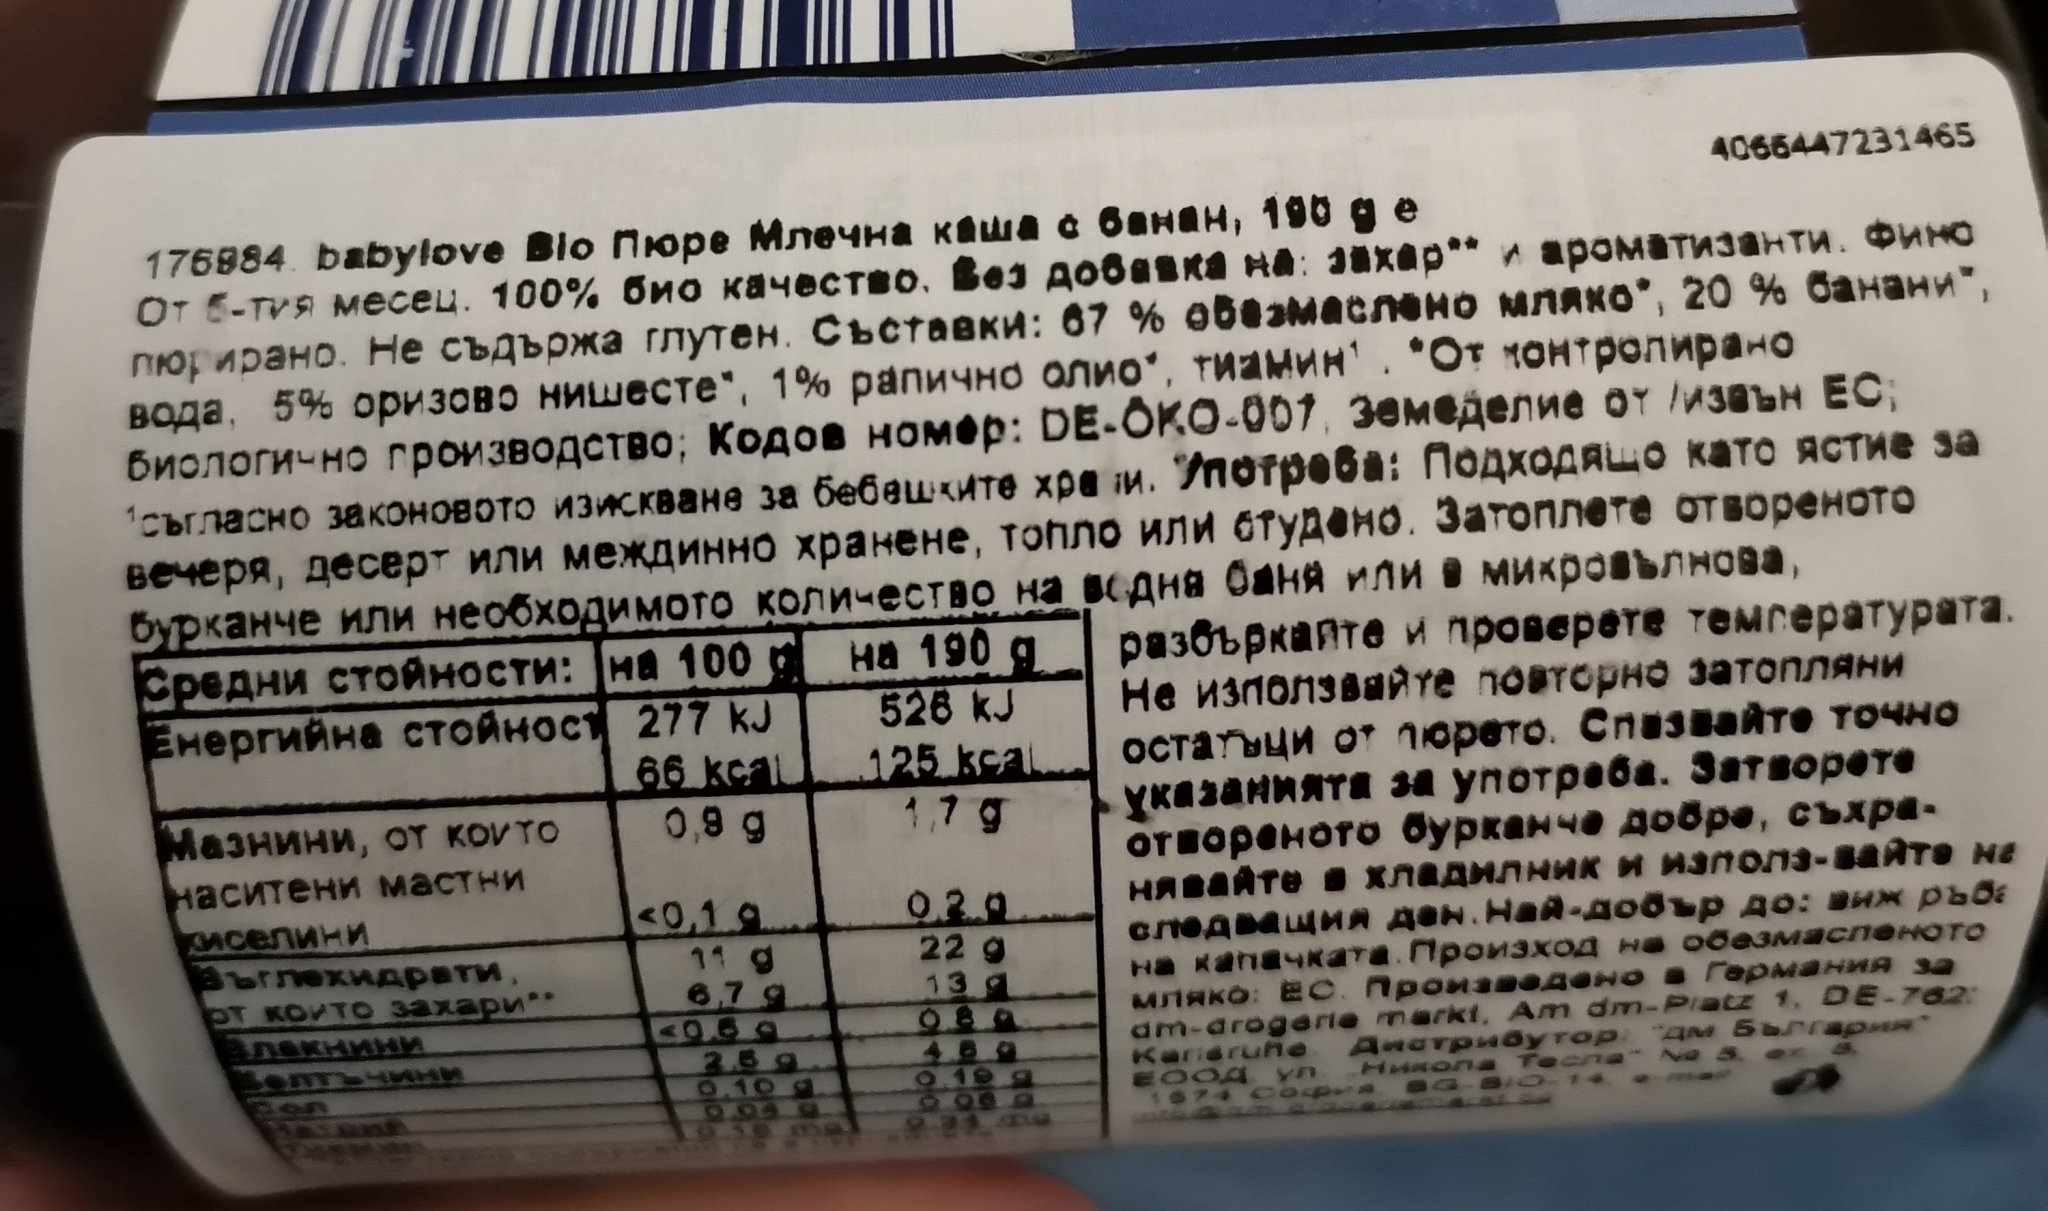 4066447231465
176884. babylove Bio Пюре Млечна каша с банан, 190 g e
От 6-тия месец. 100% био качество. Без добавка на: захар** и ароматизанти. Фино
пюрирано. Не съдържа глутен. Съставки: 67 % обезмаслено мляко*, 20 % банани*,
вода, 5% оризово нишесте*, 1% рапично олио*, тиамин¹. *От контролирано
биологично производство; Кодов номер: DE-ÖKO-007, Земеделие от /извън ЕС;
¹съгласно законовото изискване за бебешките храни. Употреба: Подходящо като ястие за
вечеря, десерт или междинно хранене, топло или студено. Затоплете отвореното
бурканче или необходимото количество на водна баня или в микровълнова,
разбъркайте и проверете температурата.
Не използвайте повторно затопляни
остатъци от пюрето. Спазвайте точно
указанията за употреба. Затворете
отвореното бурканче добре, съхра-
нявайте в хладилник и използ-вайте на
следващия ден. Най-добър до: виж ръба
на капачката. Произход на обезмасленото
мляко: ЕС. Произведено в Германия за
dm-drogerie markt, Am dm-Platz 1, DE-762
Karlsruhe. Дистрибутор: "дм България"
ЕООД, ул. "Никола Тесла" № 5, ет. 3,
1574 София, BG-BIO-14, e-mail
Средни стойности: на 100 g на 190 g
Енергийна стойност 277 kJ 526 kJ
66 kcal 125 kcal
Мазнини, от които 0,9 g 1,7 g
наситени мастни
киселини <0,1 g 0,2 g
Въглехидрати, 11 g 22 g
от които захари** 6,7 g 13 g
Влакнини <0,5 g 0,8 g
Белтъчини 2,5 g 4,8 g
Сол 0,10 g 0,19 g
Натрий